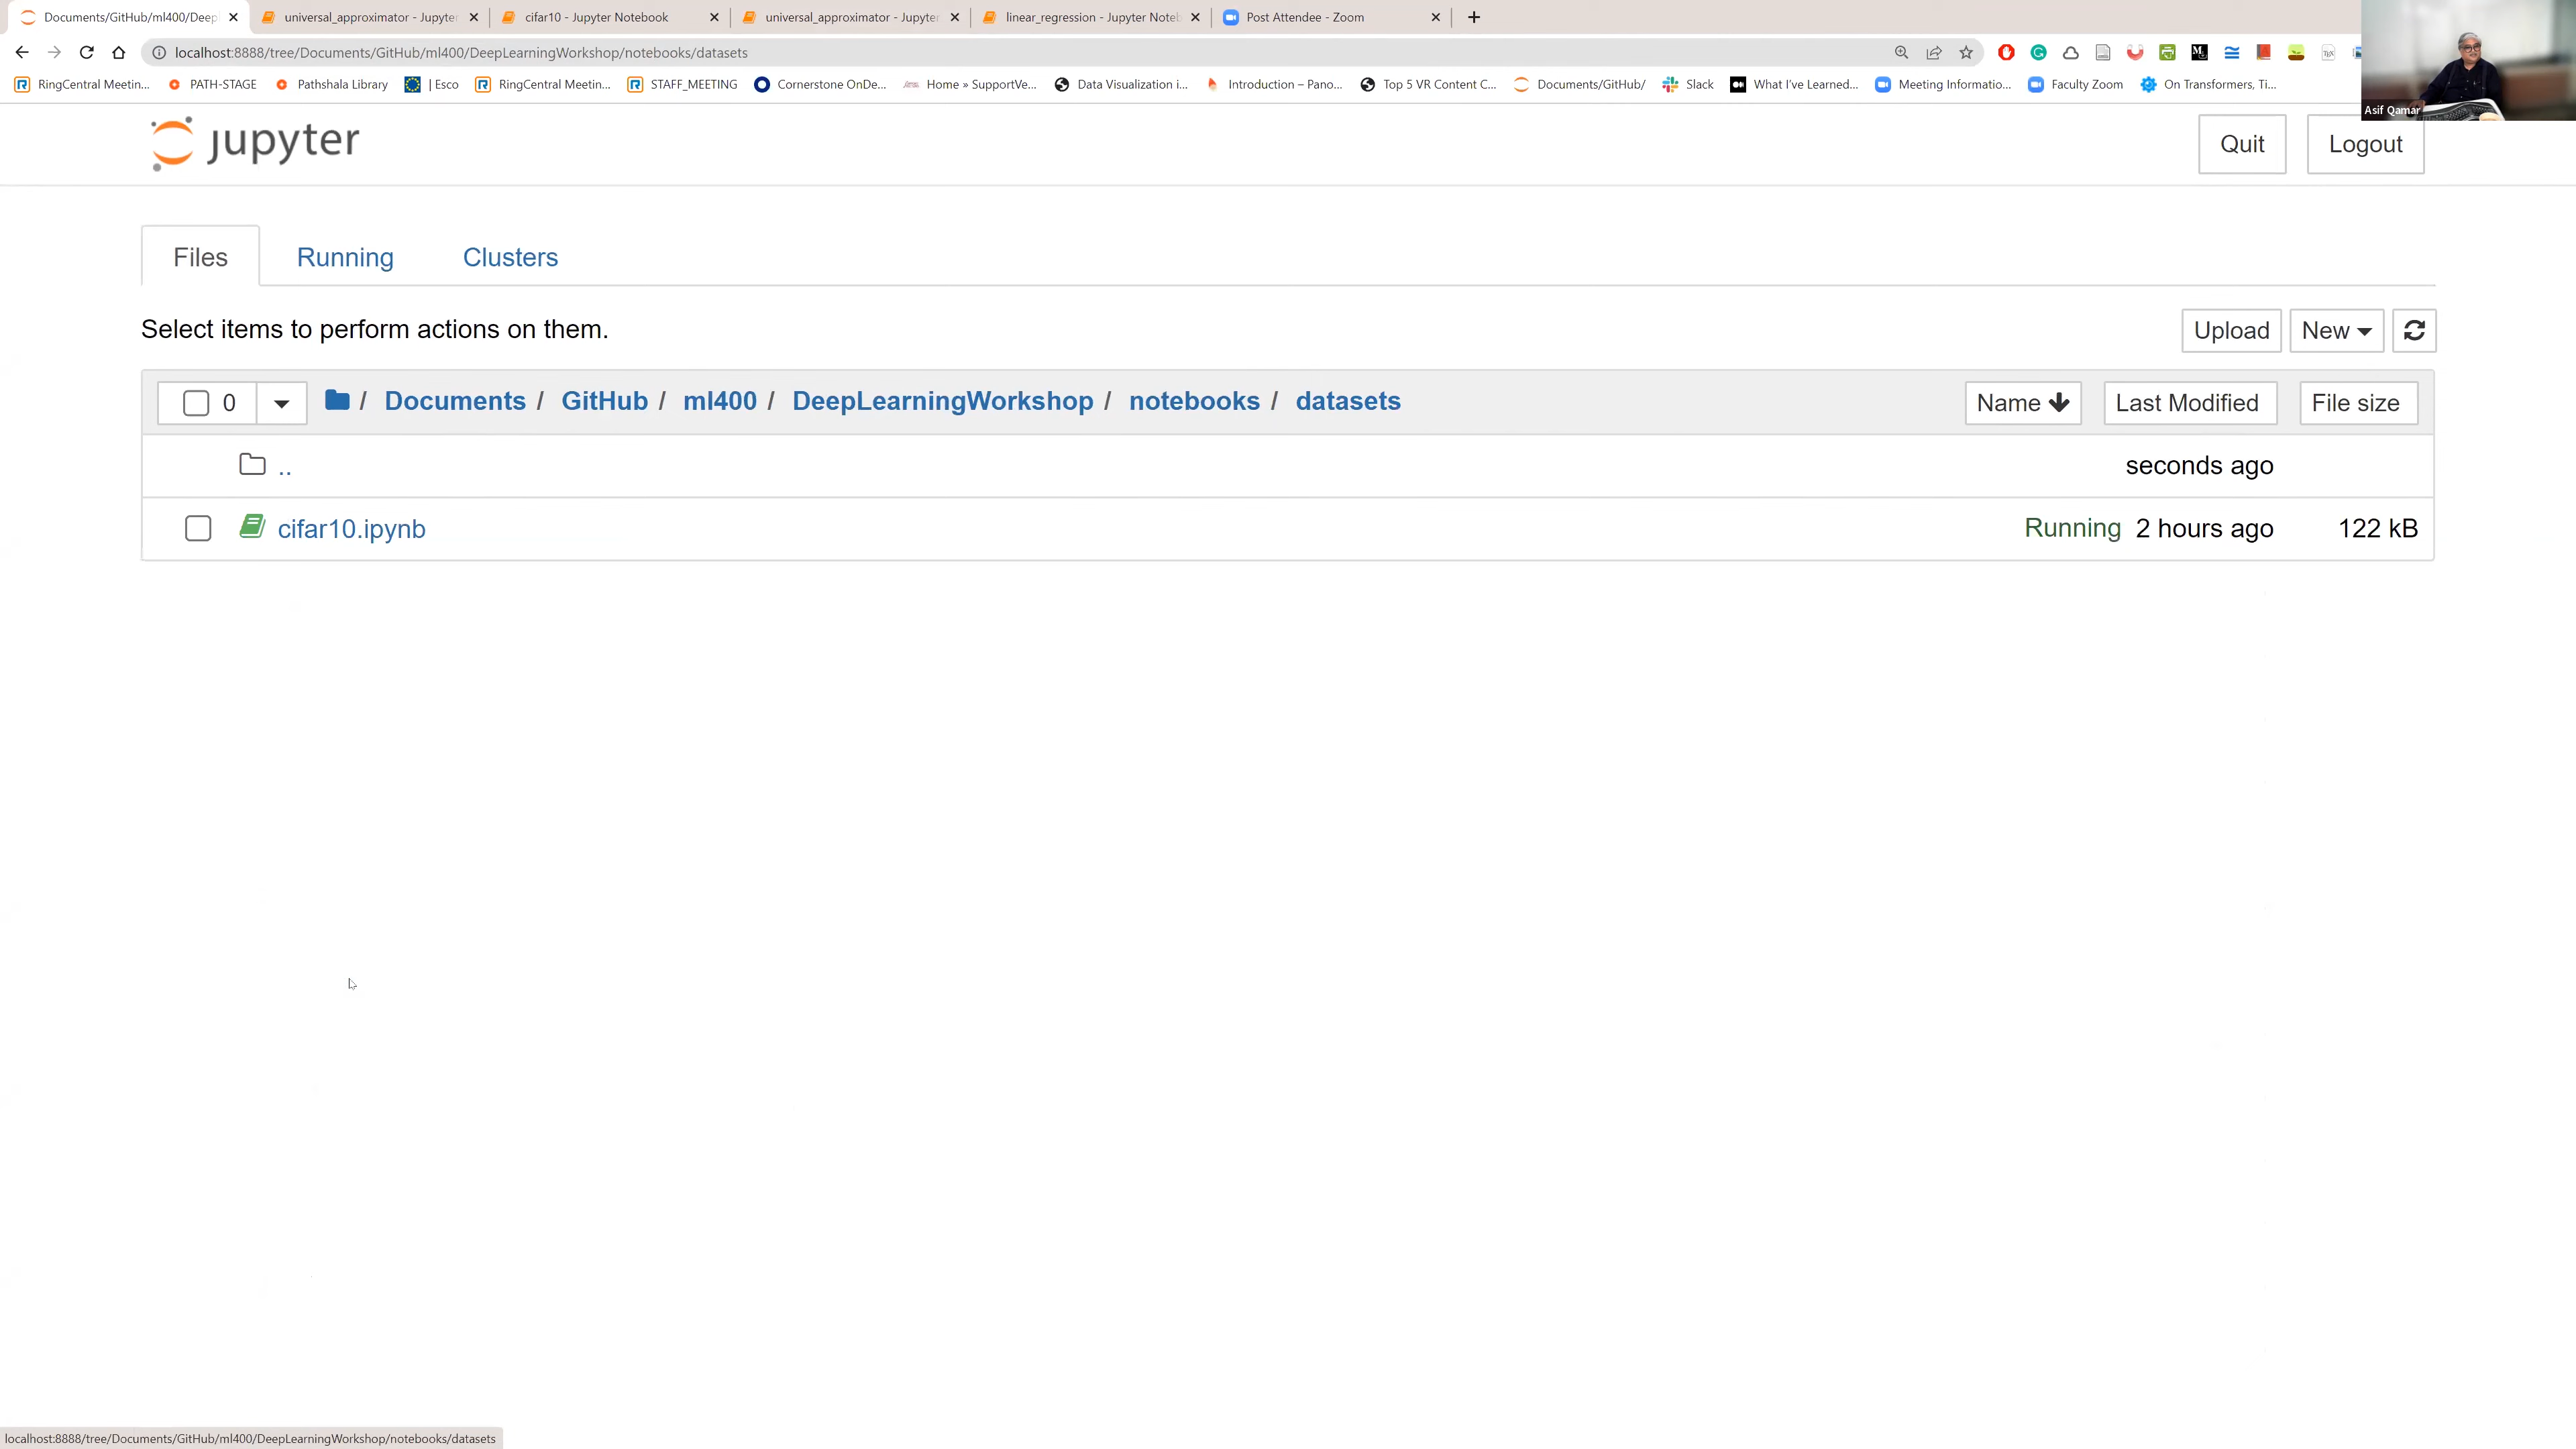 Documents/GitHub/ml400/Deep
universal_approximator - Jupyter
cifar10 - Jupyter Notebook
universal_approximator - Jupyter
linear_regression - Jupyter Noteb
Post Attendee - Zoom
localhost:8888/tree/Documents/GitHub/ml400/DeepLearningWorkshop/notebooks/datasets
RingCentral Meetin...
PATH-STAGE
Pathshala Library
| Esco
RingCentral Meetin...
STAFF_MEETING
Cornerstone OnDe...
Home » SupportVe...
Data Visualization i...
Introduction – Pano...
Top 5 VR Content C...
Documents/GitHub/
Slack
What I've Learned...
Meeting Informatio...
Faculty Zoom
On Transformers, Ti...
Asif Qamar
jupyter
Quit
Logout
Files
Running
Clusters
Select items to perform actions on them.
Upload
New
0
/ Documents / GitHub / ml400 / DeepLearningWorkshop / notebooks / datasets
Name
Last Modified
File size
..
seconds ago
cifar10.ipynb
Running 2 hours ago 122 kB
localhost:8888/tree/Documents/GitHub/ml400/DeepLearningWorkshop/notebooks/datasets